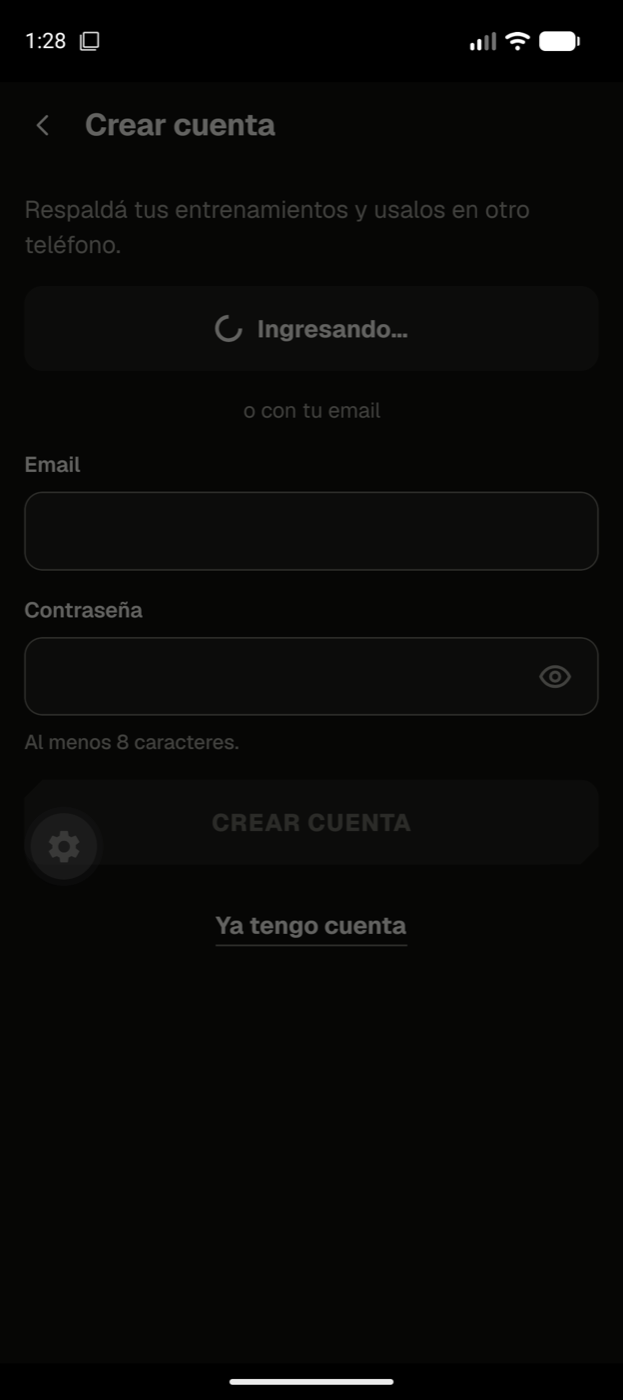 1:28
Crear cuenta
Respaldá tus entrenamientos y usalos en otro
teléfono.
Ingresando...
o con tu email
Email
Contraseña
Al menos 8 caracteres.
CREAR CUENTA
Ya tengo cuenta